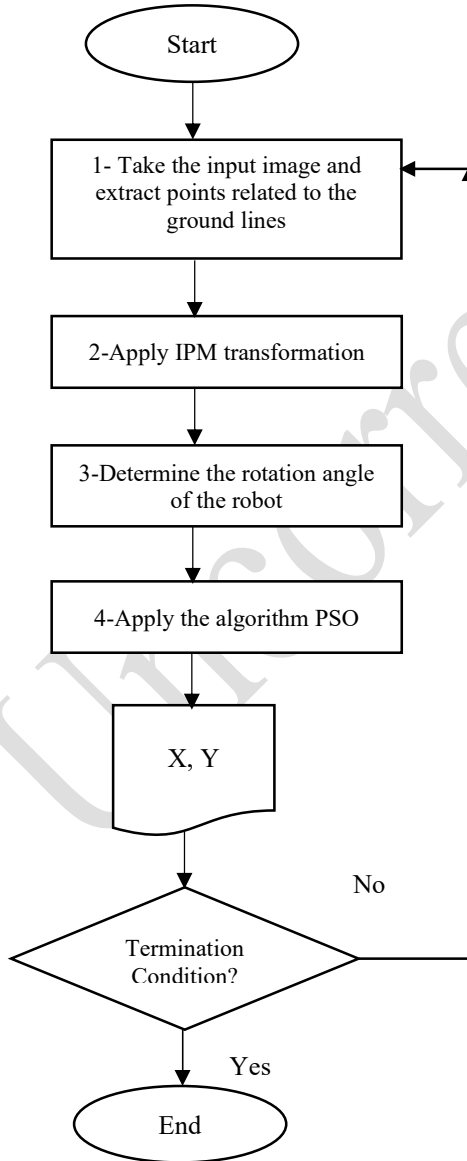 Start
1- Take the input image and
extract points related to the
ground lines
2-Apply IPM transformation
3-Determine the rotation angle
of the robot
4-Apply the algorithm PSO
X, Y
No
Termination
Condition?
Yes
End